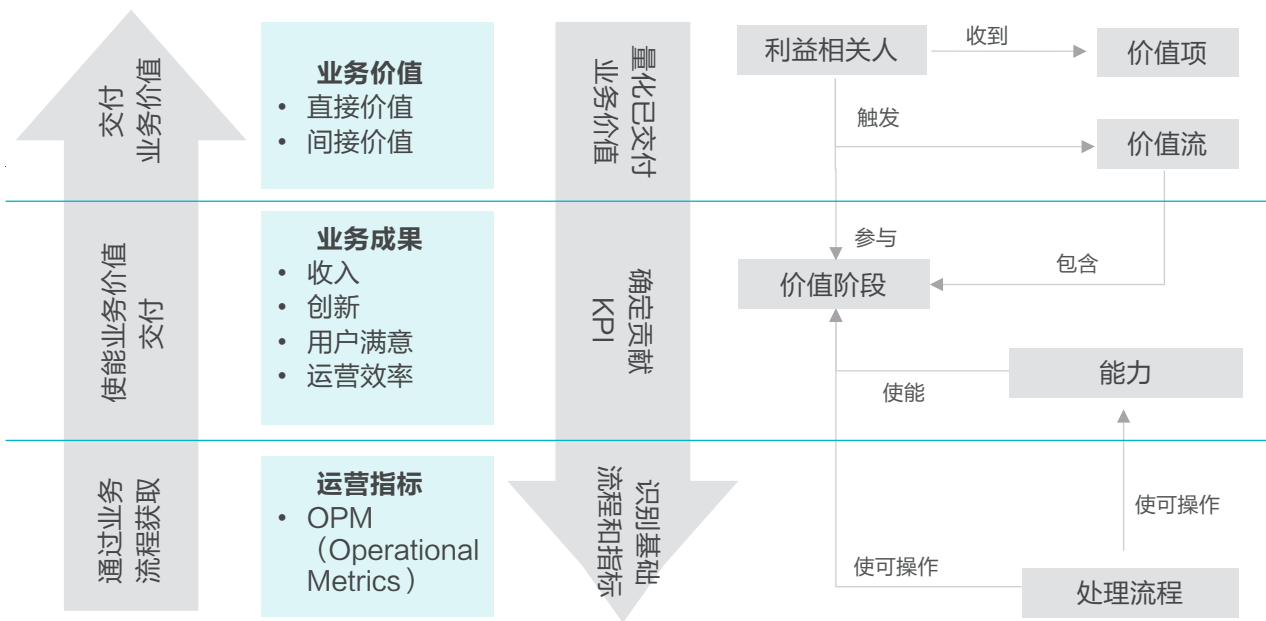 交付
业务价值
业务价值
• 直接价值
• 间接价值
量化已交付
业务价值
利益相关人
收到
价值项
触发
价值流
使能业务价值
交付
业务成果
• 收入
• 创新
• 用户满意
• 运营效率
确定贡献
KPI
参与
价值阶段
包含
能力
使能
通过业务
流程获取
运营指标
• OPM
（Operational
Metrics）
识别基础
流程和指标
使可操作
使可操作
处理流程